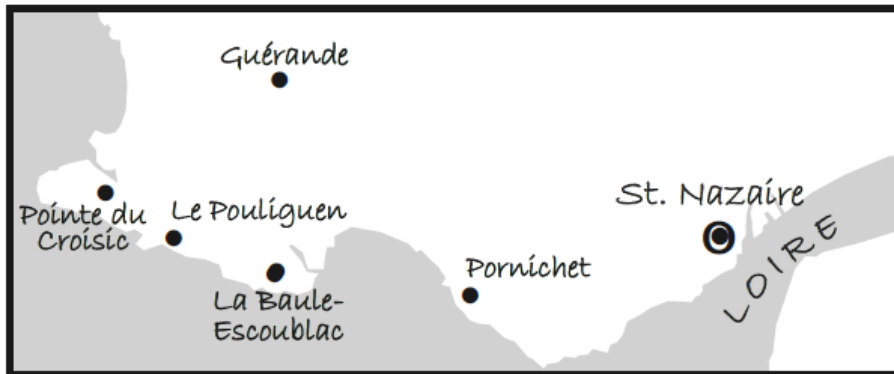 Guérande
St. Nazaire
Pointe du
Croisic
Le Pouliguen
LOIRE
Pornichet
La Baule-
Escoublac